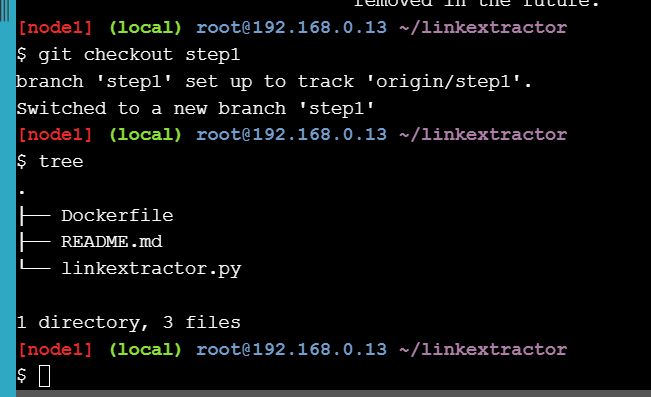 removed in the future.
[node1] (local) root@192.168.0.13 ~/linkextractor
$ git checkout step1
branch 'step1' set up to track 'origin/step1'.
Switched to a new branch 'step1'
[node1] (local) root@192.168.0.13 ~/linkextractor
$ tree
.
├── Dockerfile
├── README.md
└── linkextractor.py
1 directory, 3 files
[node1] (local) root@192.168.0.13 ~/linkextractor
$